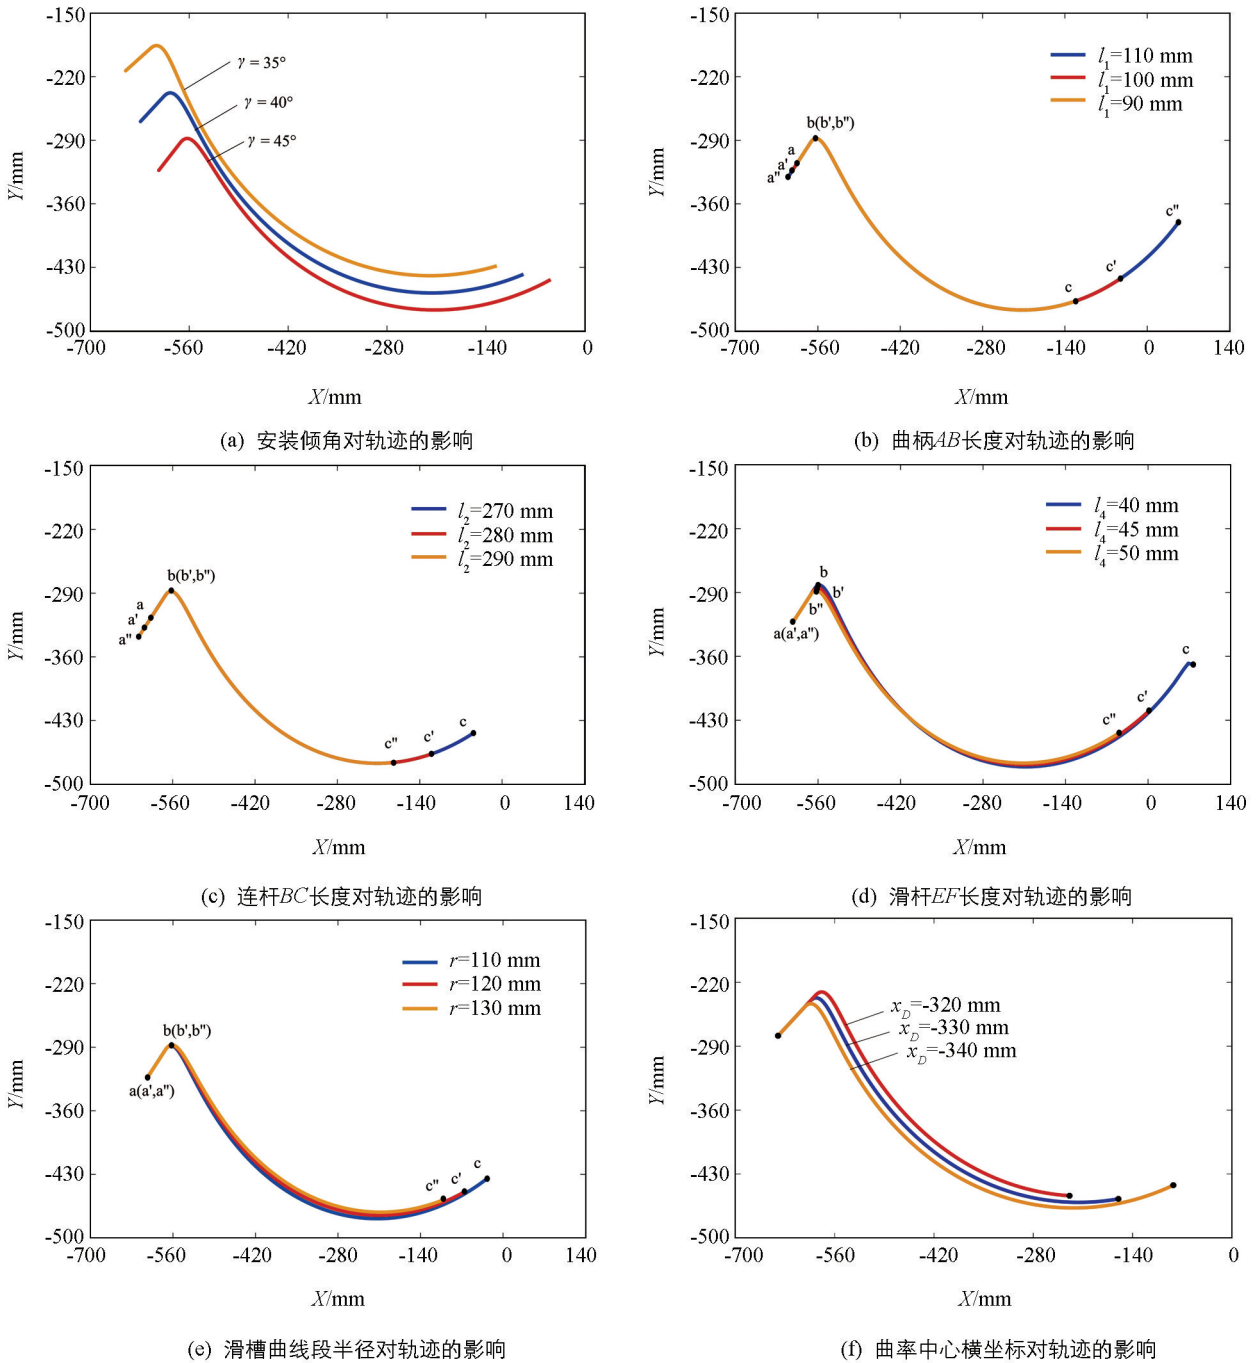 -150
-220
-290
-360
-430
-500
Y/mm
γ = 35°
γ = 40°
γ = 45°
-700 -560 -420 -280 -140 0
X/mm
(a) 安装倾角对轨迹的影响
-150
-220
-290
-360
-430
-500
Y/mm
l1=110 mm
l1=100 mm
l1=90 mm
b(b',b'')
a
a'
a''
c''
c'
c
-700 -560 -420 -280 -140 0 140
X/mm
(b) 曲柄AB长度对轨迹的影响
-150
-220
-290
-360
-430
-500
Y/mm
l2=270 mm
l2=280 mm
l2=290 mm
b(b',b'')
a
a'
a''
c''
c'
c
-700 -560 -420 -280 -140 0 140
X/mm
(c) 连杆BC长度对轨迹的影响
-150
-220
-290
-360
-430
-500
Y/mm
l4=40 mm
l4=45 mm
l4=50 mm
b
b'
b''
a(a',a'')
c
c'
c''
-700 -560 -420 -280 -140 0 140
X/mm
(d) 滑杆EF长度对轨迹的影响
-150
-220
-290
-360
-430
-500
Y/mm
r=110 mm
r=120 mm
r=130 mm
b(b',b'')
a(a',a'')
c
c'
c''
-700 -560 -420 -280 -140 0 140
X/mm
(e) 滑槽曲线段半径对轨迹的影响
-150
-220
-290
-360
-430
-500
Y/mm
xD=-320 mm
xD=-330 mm
xD=-340 mm
-700 -560 -420 -280 -140 0
X/mm
(f) 曲率中心横坐标对轨迹的影响